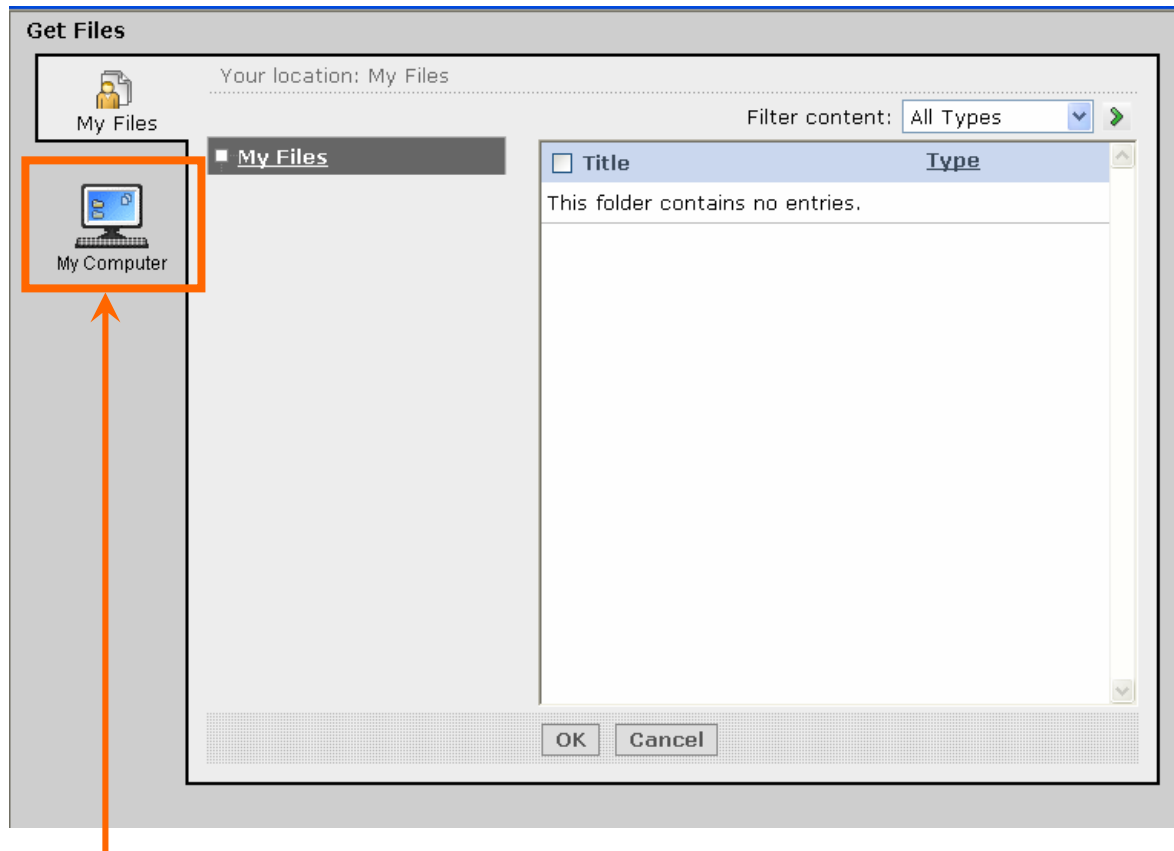 Get Files
My Files
Your location: My Files
Filter content: All Types
My Files
Title Type
This folder contains no entries.
My Computer
OK Cancel